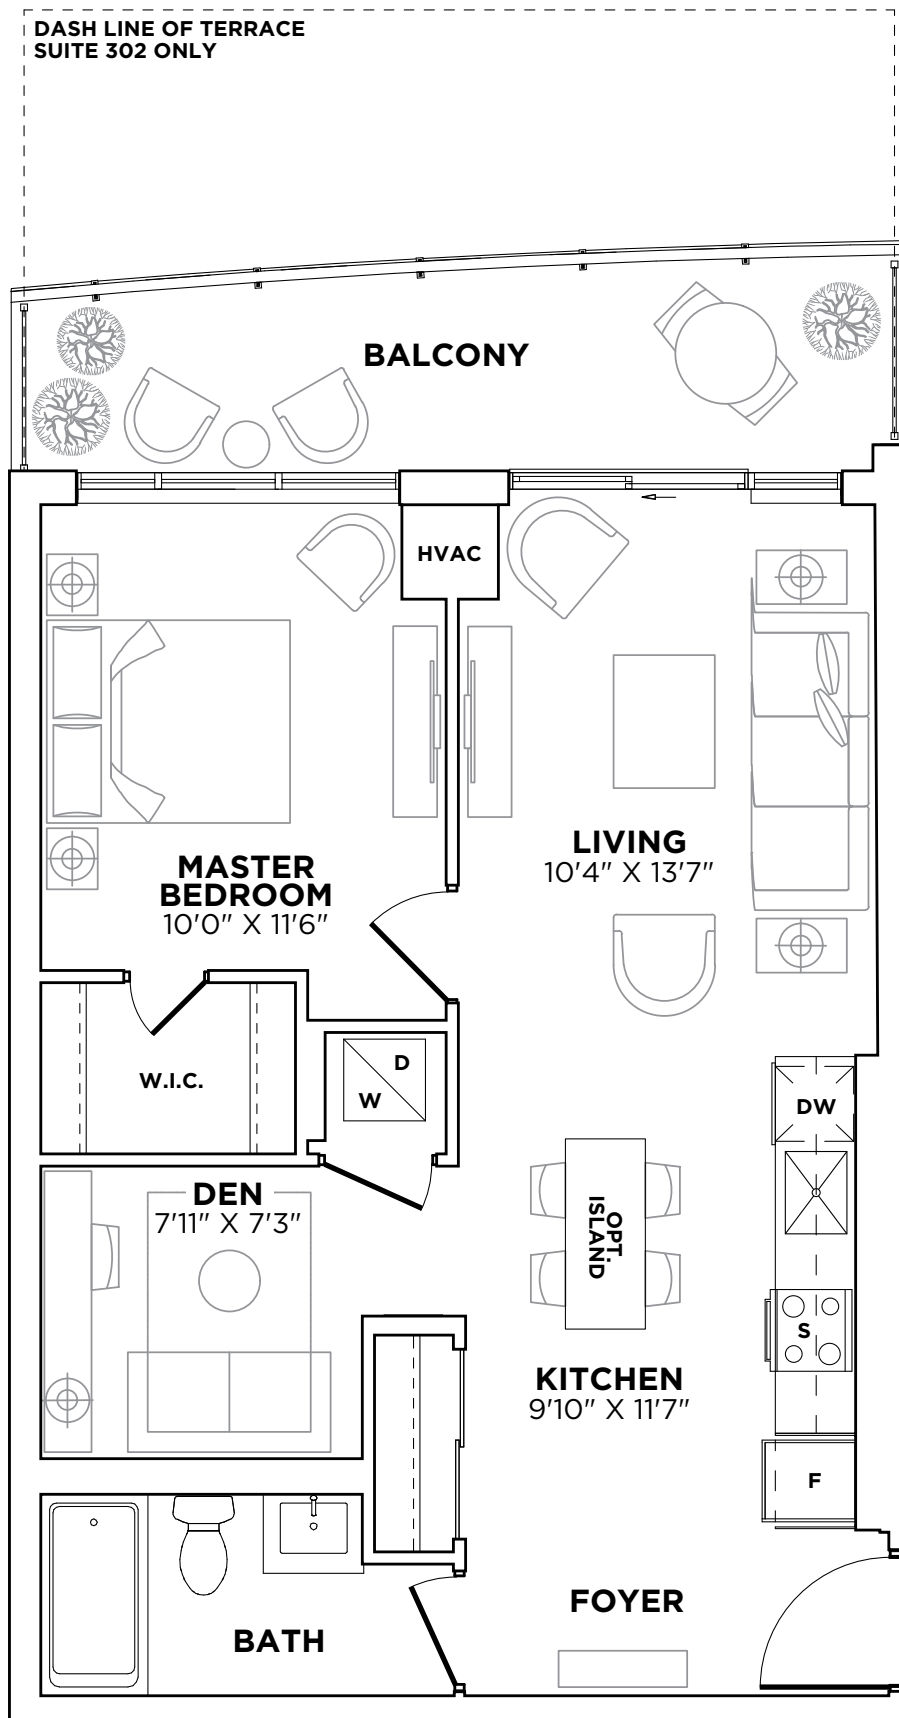 DASH LINE OF TERRACE
SUITE 302 ONLY
BALCONY
HVAC
LIVING
10'4" X 13'7"
MASTER
BEDROOM
10'0" X 11'6"
W.I.C.
D
W
DW
DEN
7'11" X 7'3"
OPT.
ISLAND
S
KITCHEN
9'10" X 11'7"
F
FOYER
BATH